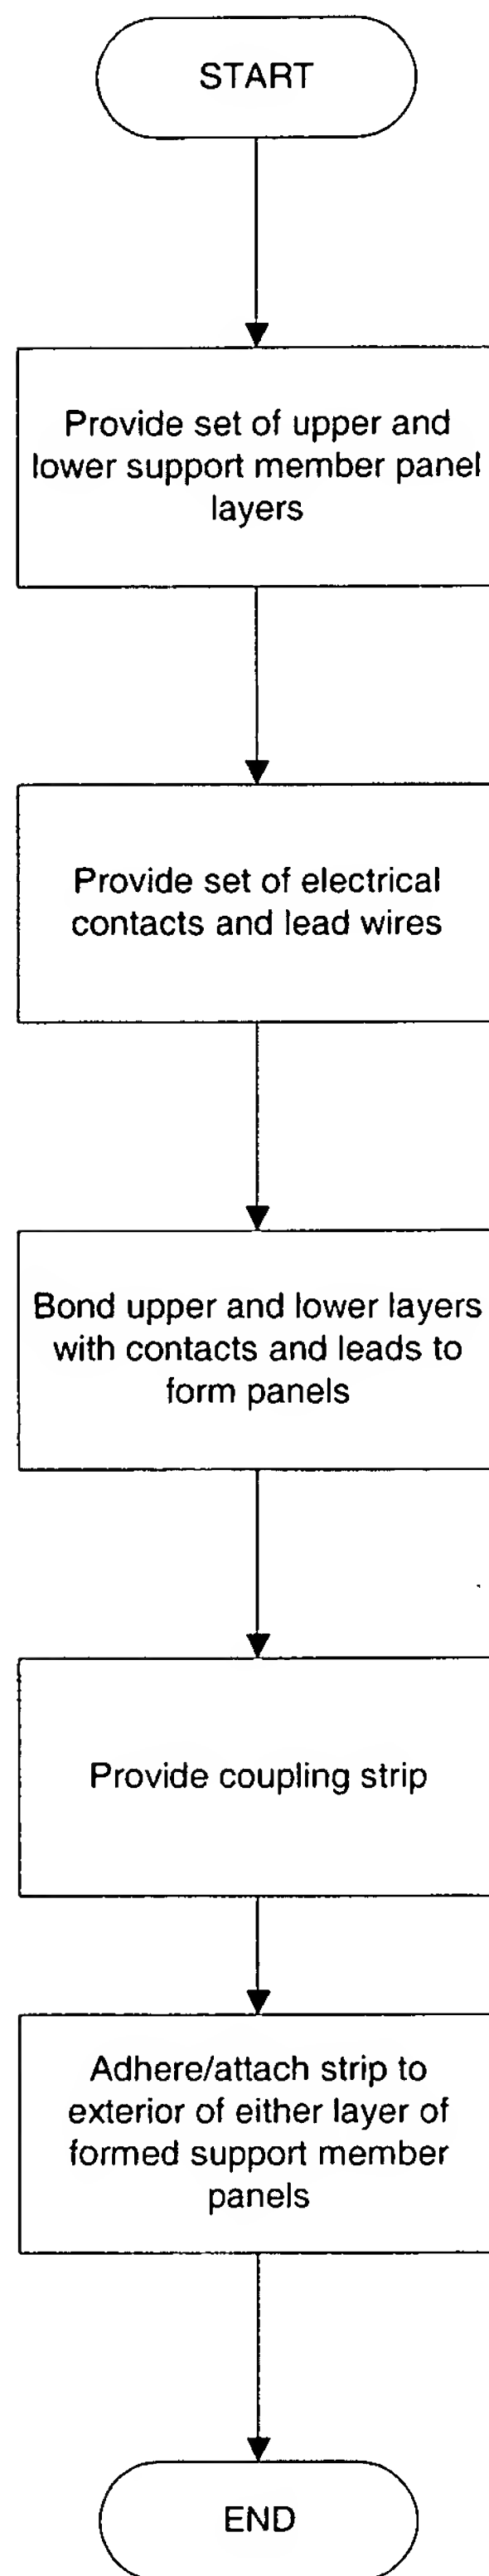 START
Provide set of upper and
lower support member panel
layers
Provide set of electrical
contacts and lead wires
Bond upper and lower layers
with contacts and leads to
form panels
Provide coupling strip
Adhere/attach strip to
exterior of either layer of
formed support member
panels
END